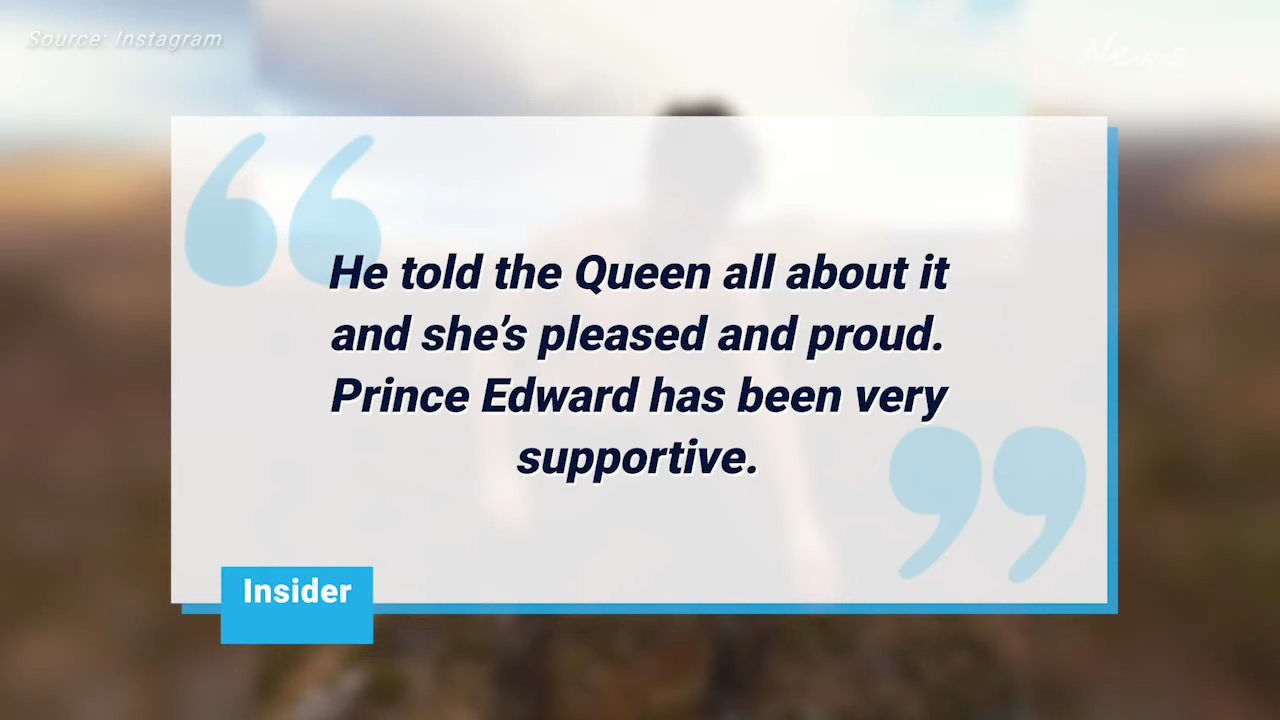 Source: Instagram
News
He told the Queen all about it
and she’s pleased and proud.
Prince Edward has been very
supportive.
Insider